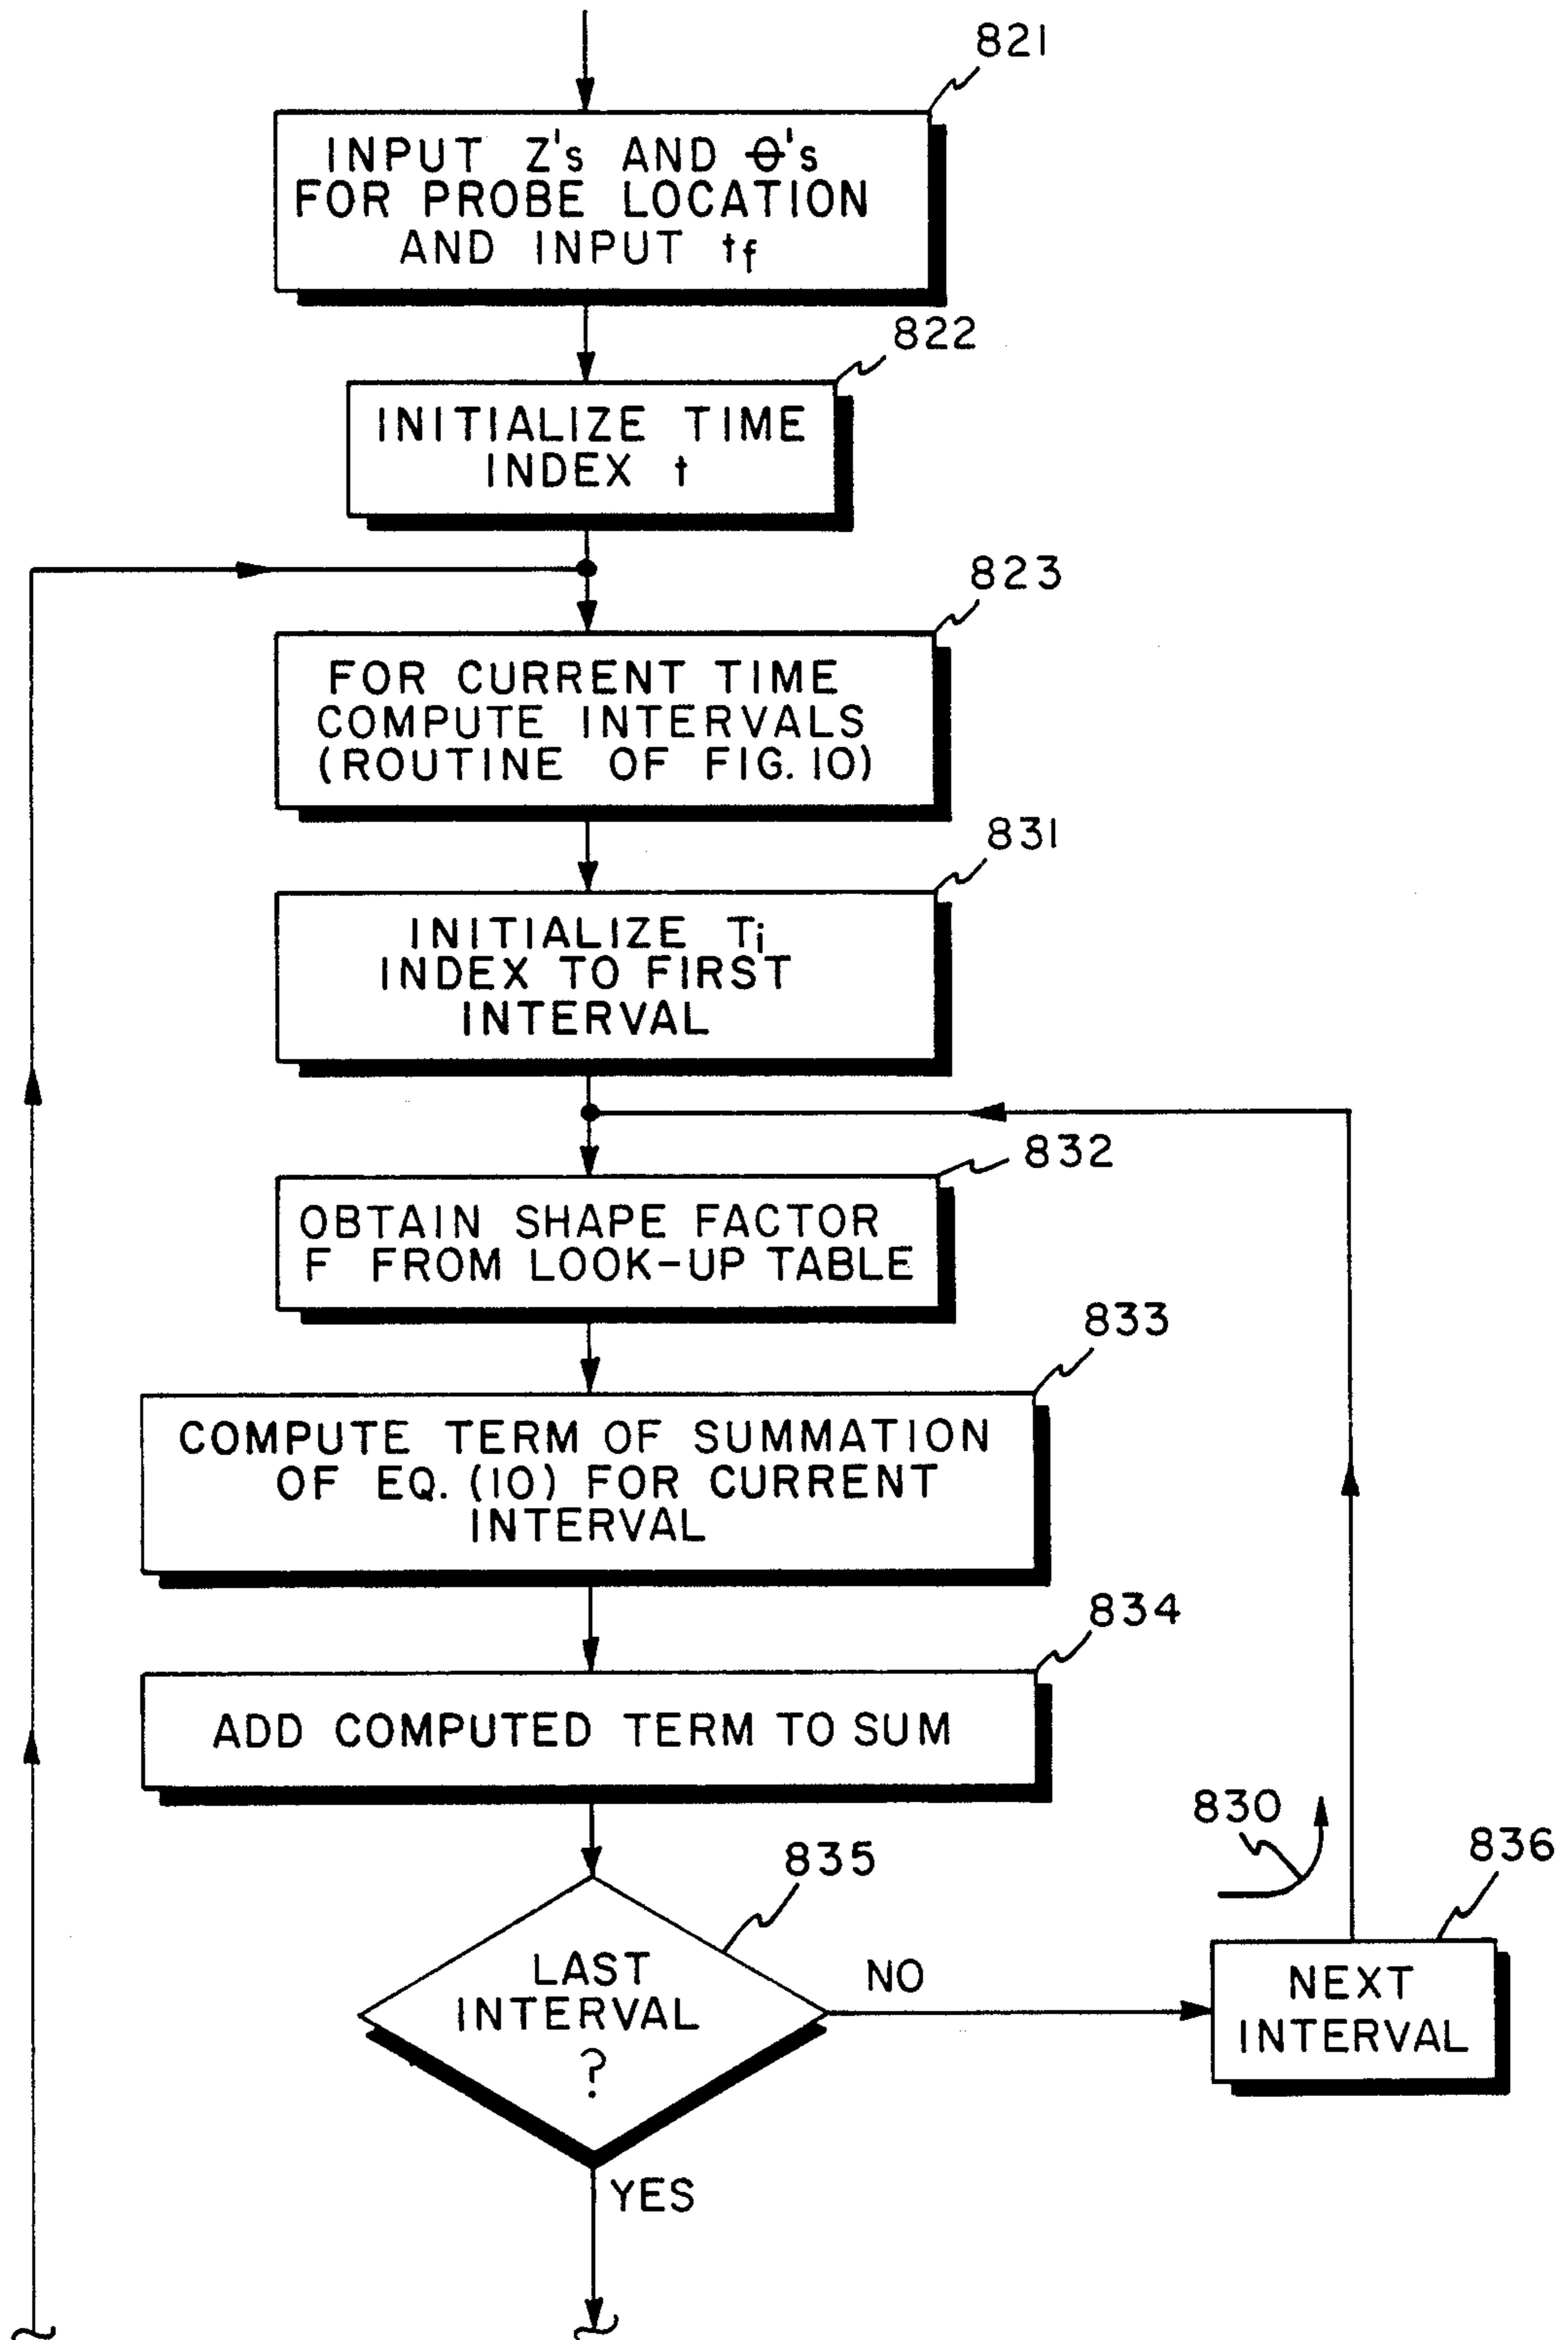 821
INPUT Z's AND θ's
FOR PROBE LOCATION
AND INPUT tf
822
INITIALIZE TIME
INDEX t
823
FOR CURRENT TIME
COMPUTE INTERVALS
(ROUTINE OF FIG. 10)
831
INITIALIZE Ti
INDEX TO FIRST
INTERVAL
832
OBTAIN SHAPE FACTOR
F FROM LOOK-UP TABLE
833
COMPUTE TERM OF SUMMATION
OF EQ. (10) FOR CURRENT
INTERVAL
834
ADD COMPUTED TERM TO SUM
835
LAST
INTERVAL
?
NO
830
836
NEXT
INTERVAL
YES